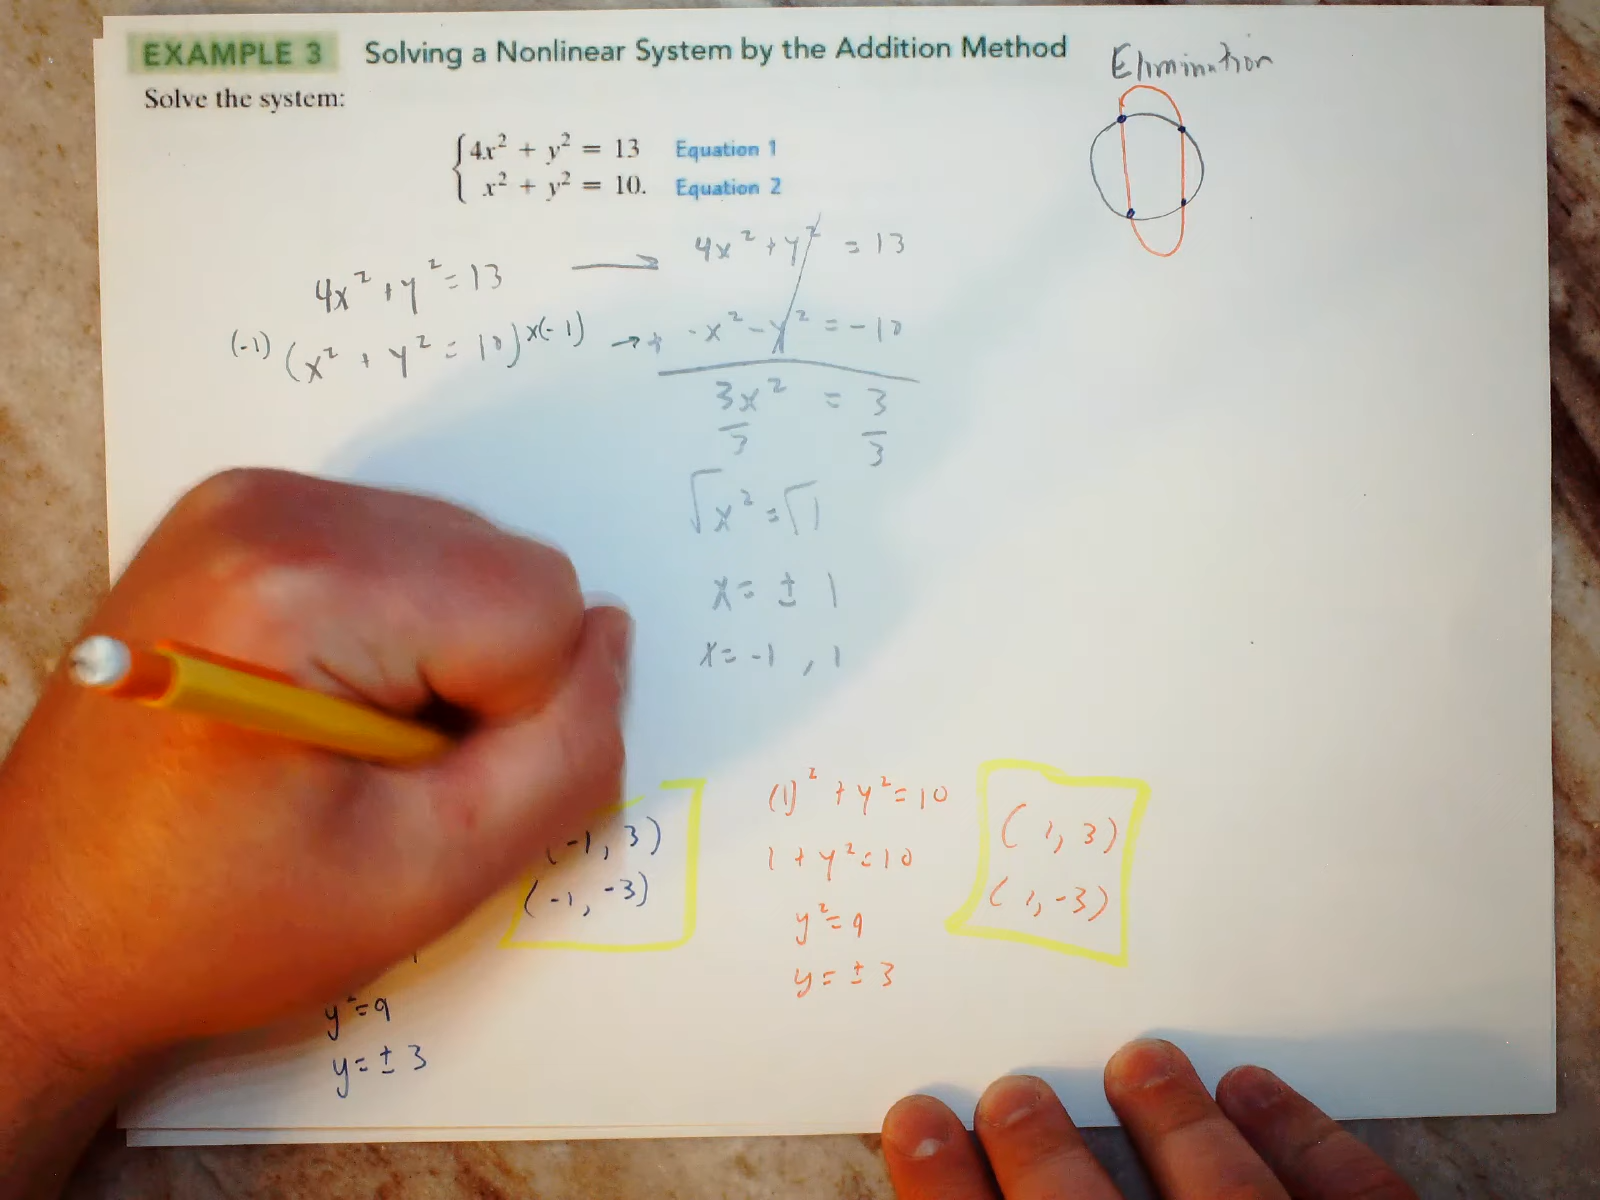 EXAMPLE 3 Solving a Nonlinear System by the Addition Method
Elimination
Solve the system:
4x² + y² = 13 Equation 1
x² + y² = 10. Equation 2
4x² + y² = 13 → 4x² + y² = 13
(-1) (x² + y² = 10) x(-1) → + -x² - y² = -10
3x² = 3
3 3
√x² = √1
x = ± 1
x = -1, 1
(1)² + y² = 10
1 + y² = 10
y² = 9
y = ± 3
(1, 3)
(1, -3)
(-1, 3)
(-1, -3)
y² = 9
y = ± 3